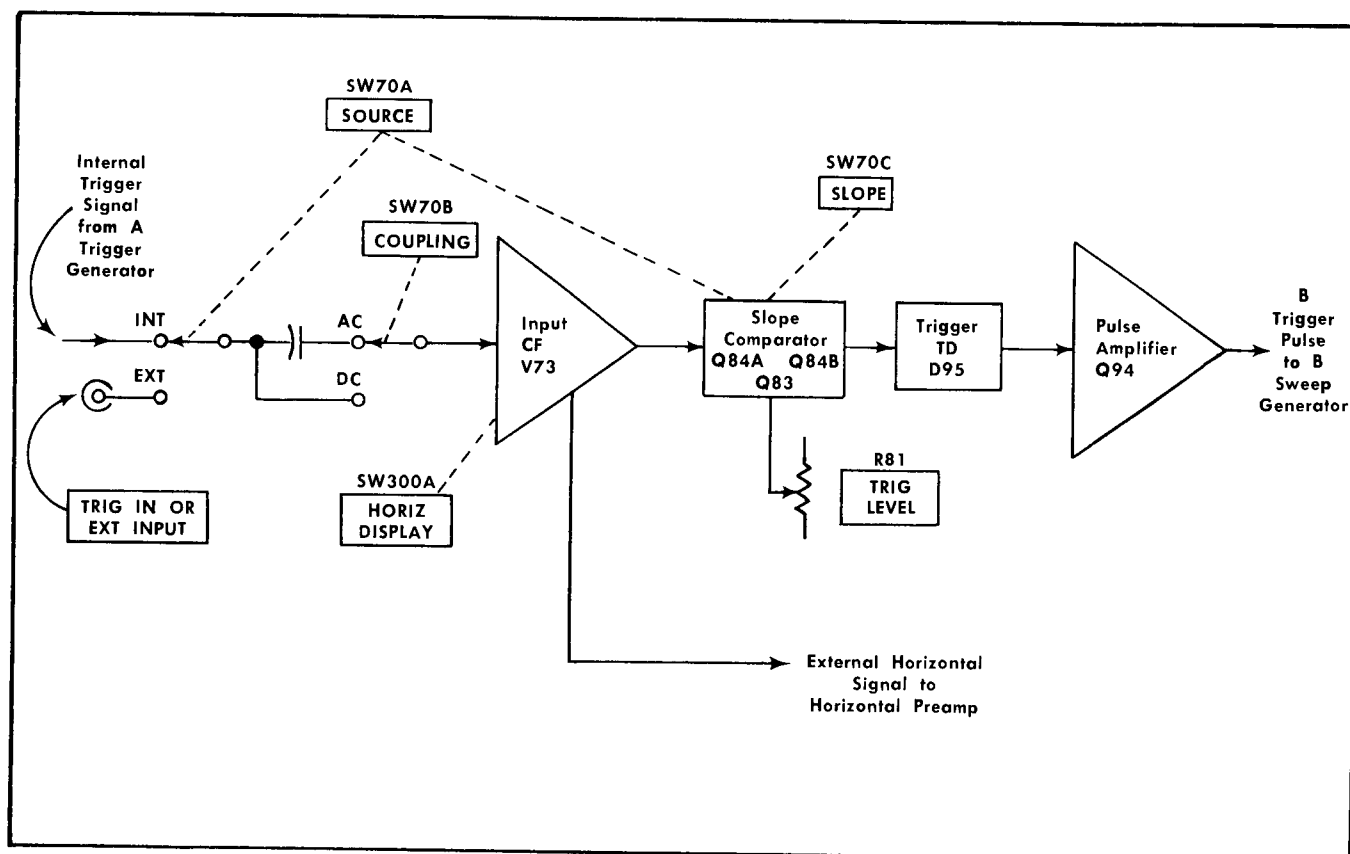 SW70A
SOURCE
Internal
Trigger
Signal
from A
Trigger
Generator
SW70B
COUPLING
SW70C
SLOPE
INT
EXT
AC
DC
Input
CF
V73
Slope
Comparator
Q84A Q84B
Q83
Trigger
TD
D95
Pulse
Amplifier
Q94
B
Trigger
Pulse
to B
Sweep
Generator
TRIG IN OR
EXT INPUT
SW300A
HORIZ
DISPLAY
R81
TRIG
LEVEL
External Horizontal
Signal to
Horizontal Preamp